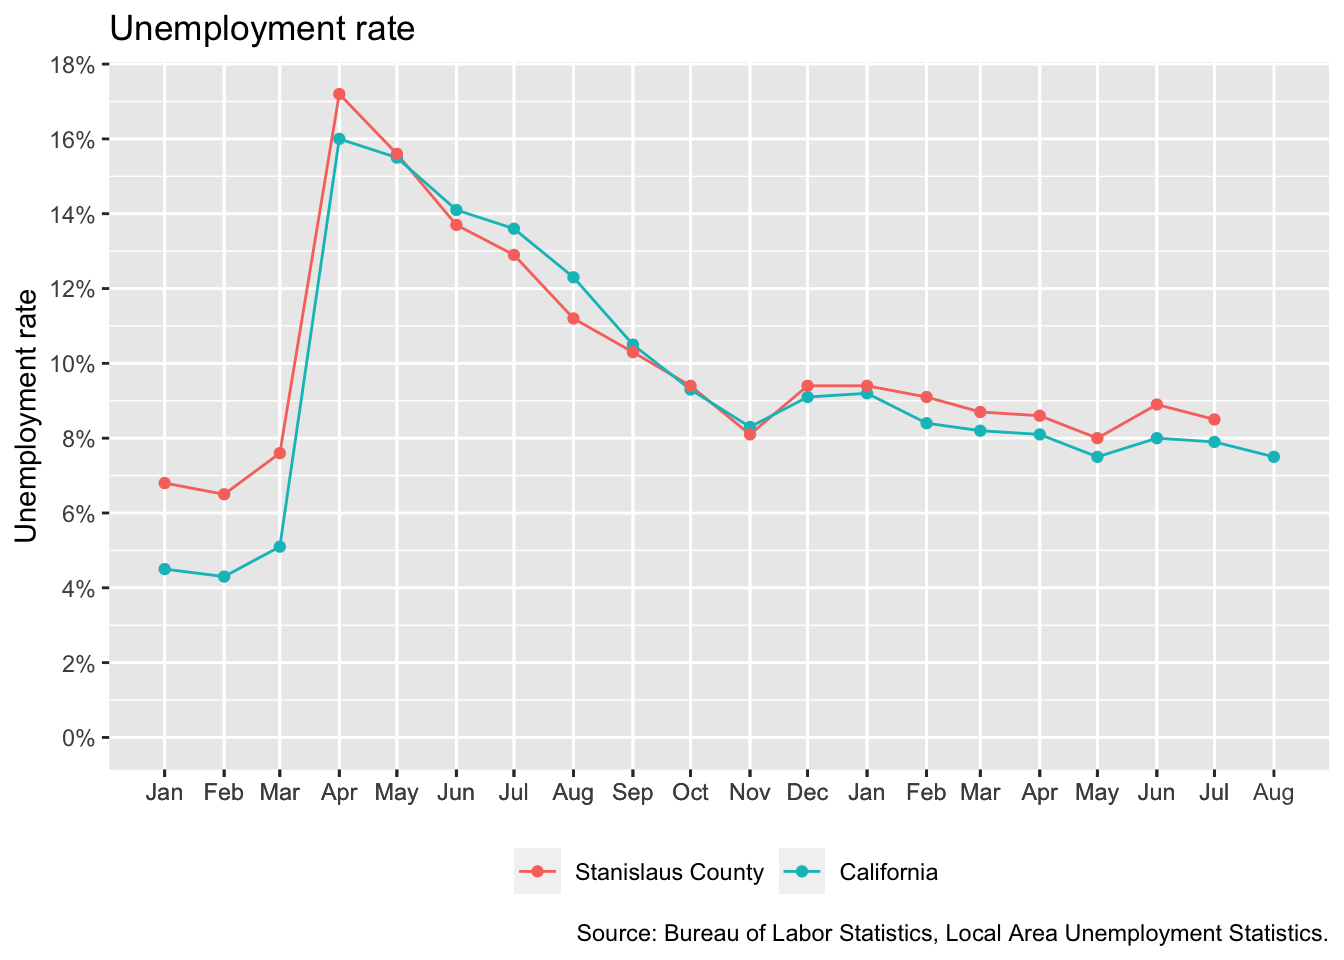 Unemployment rate
18%
16%
14%
12%
10%
8%
6%
4%
2%
0%
Unemployment rate
Jan Feb Mar Apr May Jun Jul Aug Sep Oct Nov Dec Jan Feb Mar Apr May Jun Jul Aug
Stanislaus County California
Source: Bureau of Labor Statistics, Local Area Unemployment Statistics.